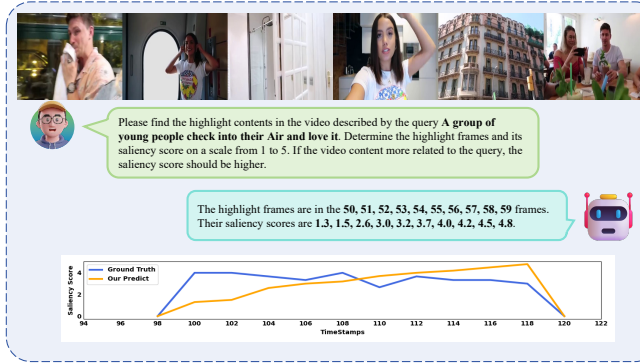 Please find the highlight contents in the video described by the query A group of
young people check into their Air and love it. Determine the highlight frames and its
saliency score on a scale from 1 to 5. If the video content more related to the query, the
saliency score should be higher.
The highlight frames are in the 50, 51, 52, 53, 54, 55, 56, 57, 58, 59 frames.
Their saliency scores are 1.3, 1.5, 2.6, 3.0, 3.2, 3.7, 4.0, 4.2, 4.5, 4.8.
Saliency Score
4
2
0
Ground Truth
Our Predict
94 96 98 100 102 104 106 108 110 112 114 116 118 120 122
TimeStamps